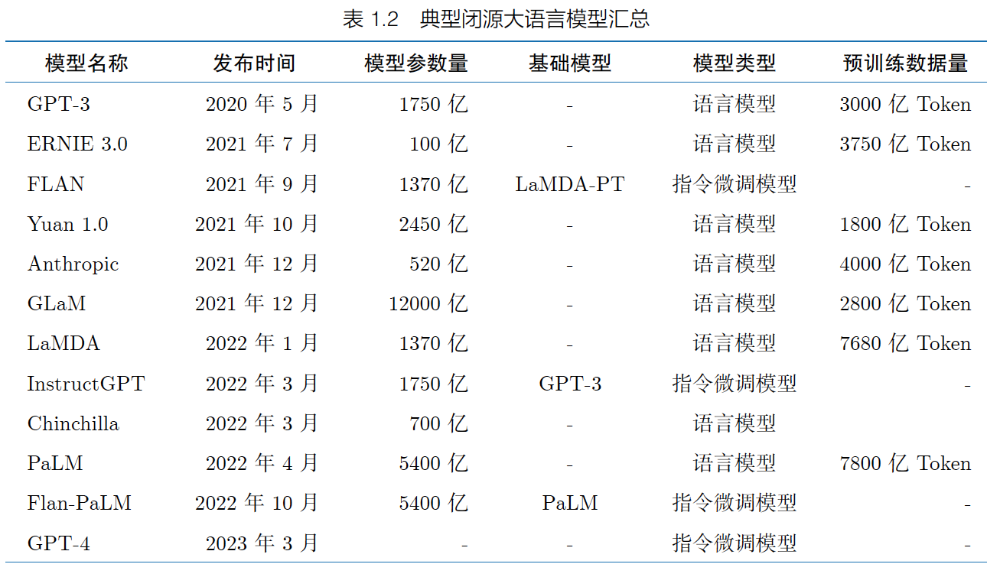 表 1.2 典型闭源大语言模型汇总
模型名称 发布时间 模型参数量 基础模型 模型类型 预训练数据量
GPT-3 2020 年 5 月 1750 亿 - 语言模型 3000 亿 Token
ERNIE 3.0 2021 年 7 月 100 亿 - 语言模型 3750 亿 Token
FLAN 2021 年 9 月 1370 亿 LaMDA-PT 指令微调模型 -
Yuan 1.0 2021 年 10 月 2450 亿 - 语言模型 1800 亿 Token
Anthropic 2021 年 12 月 520 亿 - 语言模型 4000 亿 Token
GLaM 2021 年 12 月 12000 亿 - 语言模型 2800 亿 Token
LaMDA 2022 年 1 月 1370 亿 - 语言模型 7680 亿 Token
InstructGPT 2022 年 3 月 1750 亿 GPT-3 指令微调模型 -
Chinchilla 2022 年 3 月 700 亿 - 语言模型
PaLM 2022 年 4 月 5400 亿 - 语言模型 7800 亿 Token
Flan-PaLM 2022 年 10 月 5400 亿 PaLM 指令微调模型 -
GPT-4 2023 年 3 月 - - 指令微调模型 -